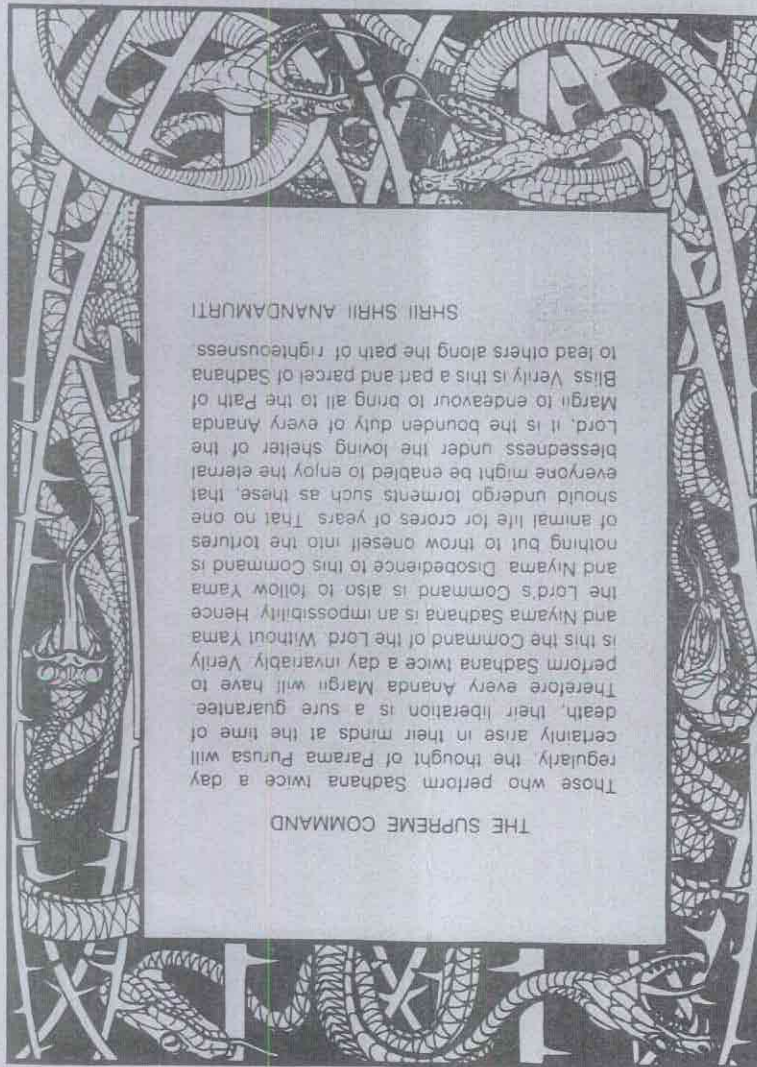 THE SUPREME COMMAND
Those who perform Sadhana twice a day
regularly, the thought of Parama Purusa will
certainly arise in their minds at the time of
death, their liberation is a sure guarantee.
Therefore every Ananda Margii will have to
perform Sadhana twice a day invariably. Verily
is this the Command of the Lord. Without Yama
and Niyama Sadhana is an impossibility. Hence
the Lord's Command is also to follow Yama
and Niyama. Disobedience to this Command is
nothing but to throw oneself into the tortures
of animal life for crores of years. That no one
should undergo torments such as these, that
everyone might be enabled to enjoy the eternal
blessedness under the loving shelter of the
Lord, it is the bounden duty of every Ananda
Margii to endeavour to bring all to the Path of
Bliss. Verily is this a part and parcel of Sadhana
to lead others along the path of righteousness.
SHRII SHRII ANANDAMURTI